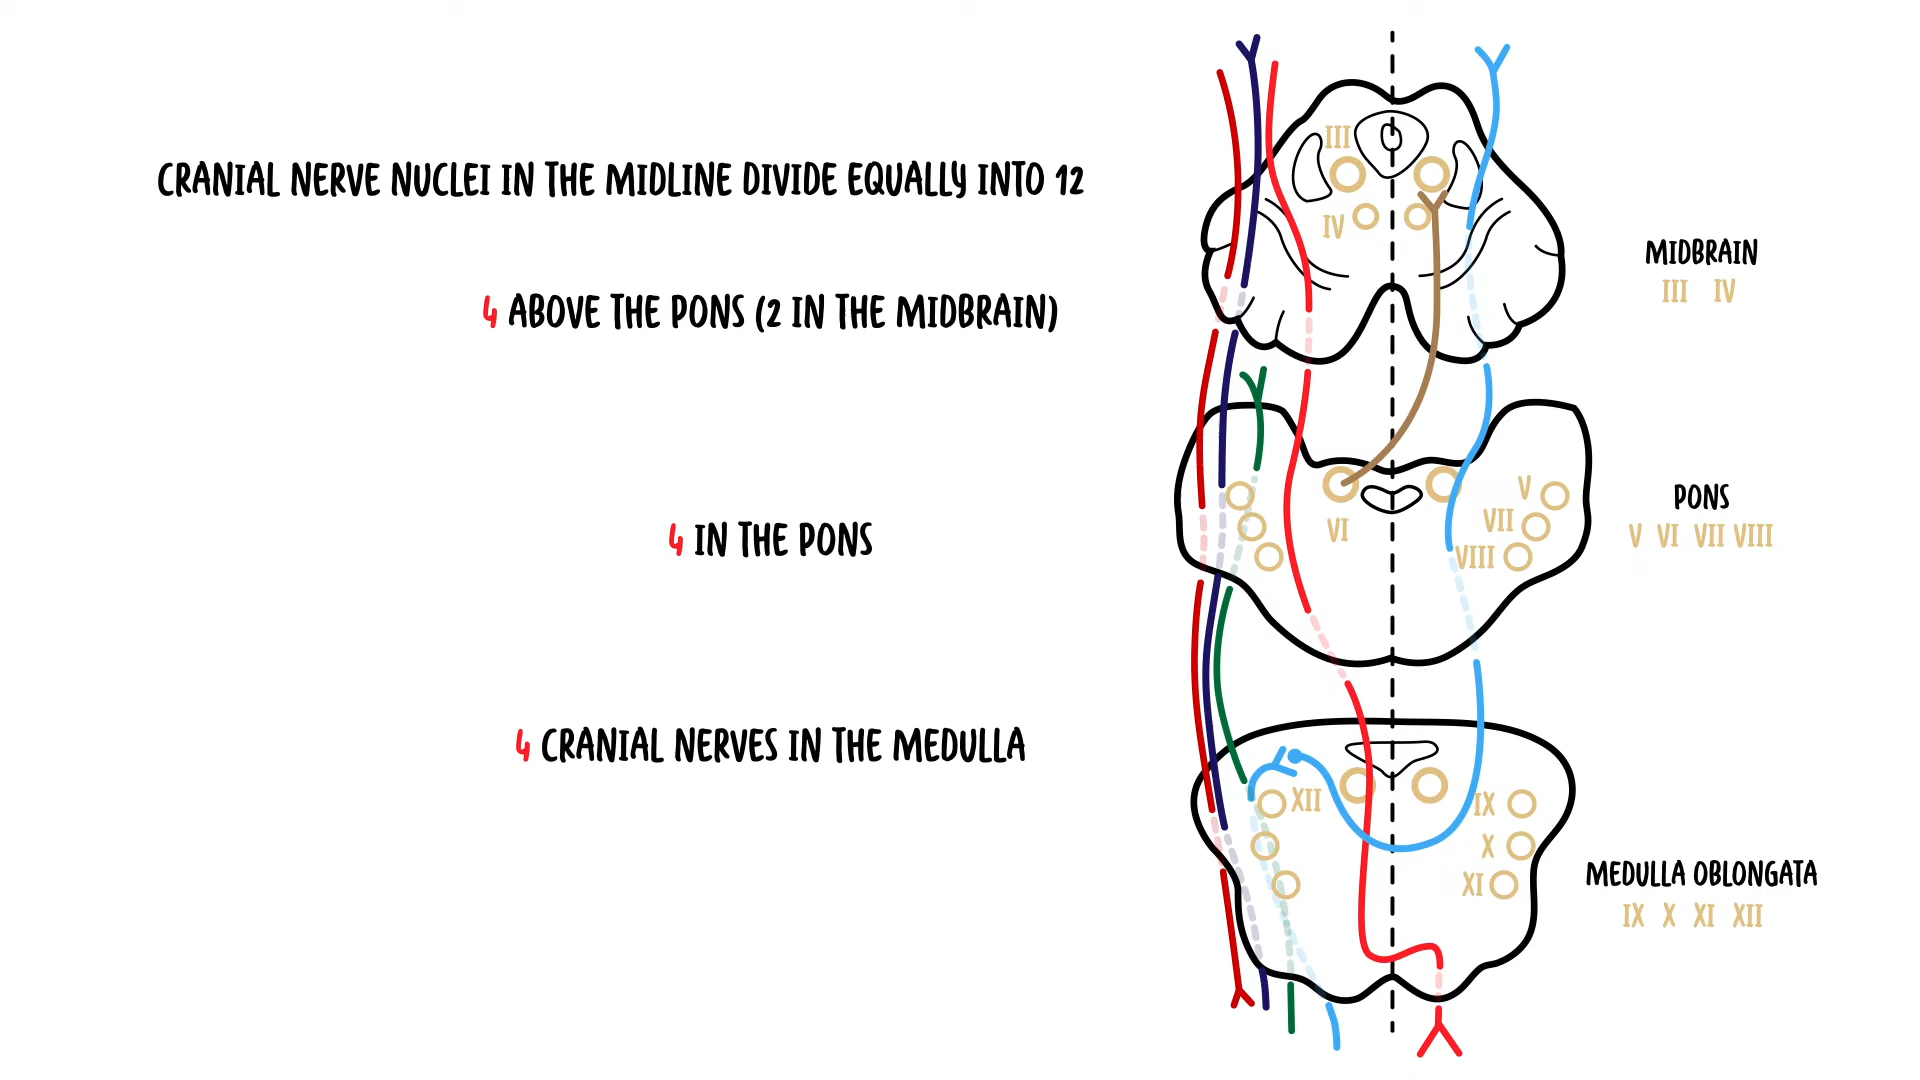 CRANIAL NERVE NUCLEI IN THE MIDLINE DIVIDE EQUALLY INTO 12
4 ABOVE THE PONS (2 IN THE MIDBRAIN)
4 IN THE PONS
4 CRANIAL NERVES IN THE MEDULLA
III
IV
MIDBRAIN
III IV
V
VII
VI
VIII
PONS
V VI VII VIII
XII
IX
X
XI
MEDULLA OBLONGATA
IX X XI XII